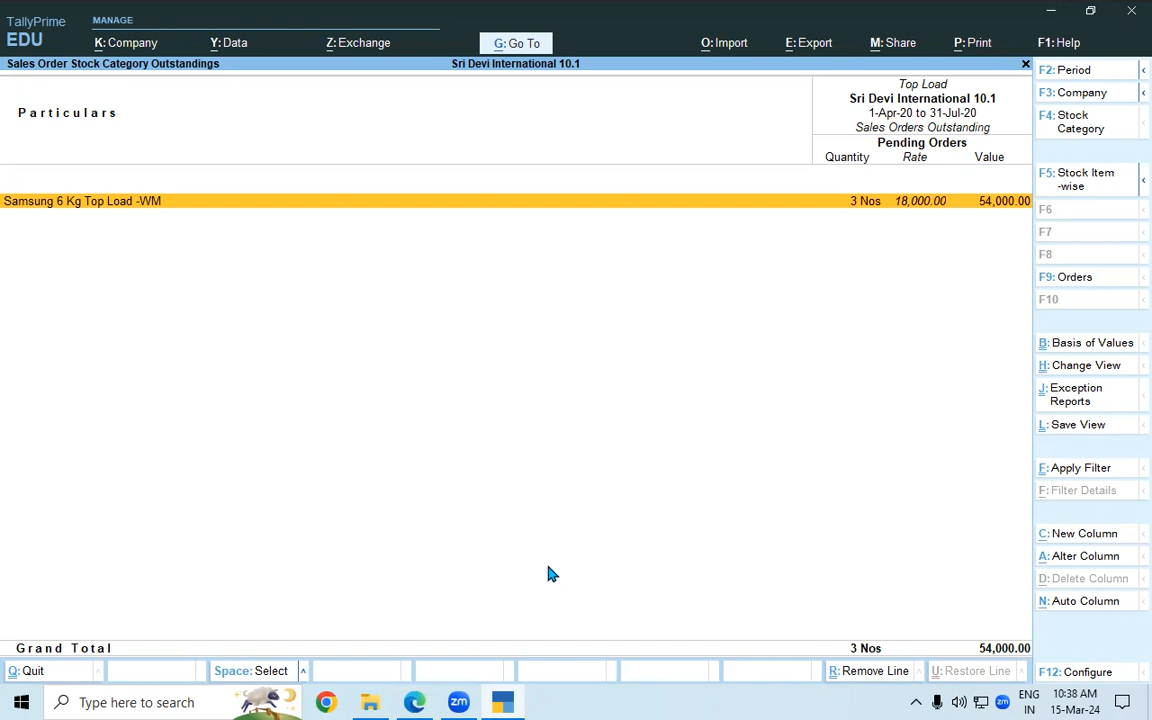 TallyPrime
EDU
MANAGE
K: Company
Y: Data
Z: Exchange
G: Go To
O: Import
E: Export
M: Share
P: Print
F1: Help
Sales Order Stock Category Outstandings
Sri Devi International 10.1
Particulars
Top Load
Sri Devi International 10.1
1-Apr-20 to 31-Jul-20
Sales Orders Outstanding
Pending Orders
Quantity Rate Value
Samsung 6 Kg Top Load -WM 3 Nos 18,000.00 54,000.00
Grand Total 3 Nos 54,000.00
F2: Period
F3: Company
F4: Stock
Category
F5: Stock Item
-wise
F6
F7
F8
F9: Orders
F10
B: Basis of Values
H: Change View
J: Exception
Reports
L: Save View
F: Apply Filter
F: Filter Details
C: New Column
A: Alter Column
D: Delete Column
N: Auto Column
F12: Configure
Q: Quit
Space: Select
R: Remove Line
U: Restore Line
Type here to search
zm
zm
ENG
IN
10:38 AM
15-Mar-24